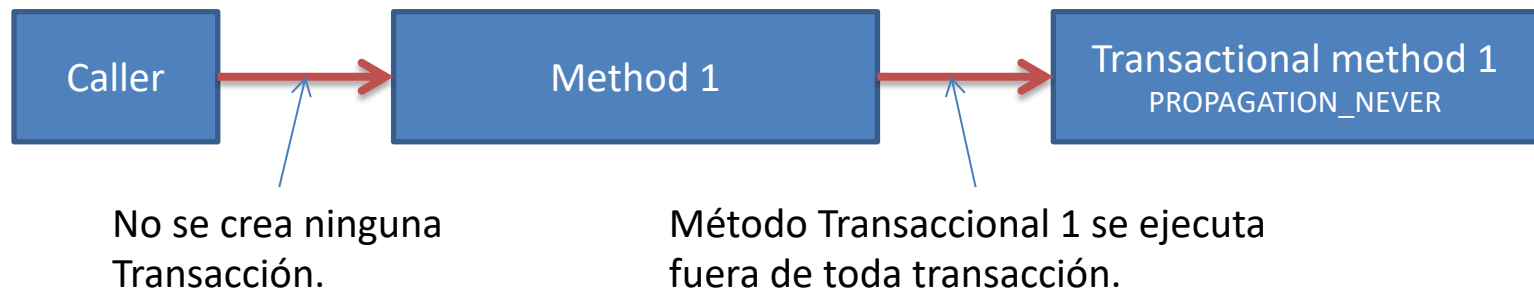 Caller
Method 1
Transactional method 1
PROPAGATION_NEVER
No se crea ninguna
Transacción.
Método Transaccional 1 se ejecuta
fuera de toda transacción.